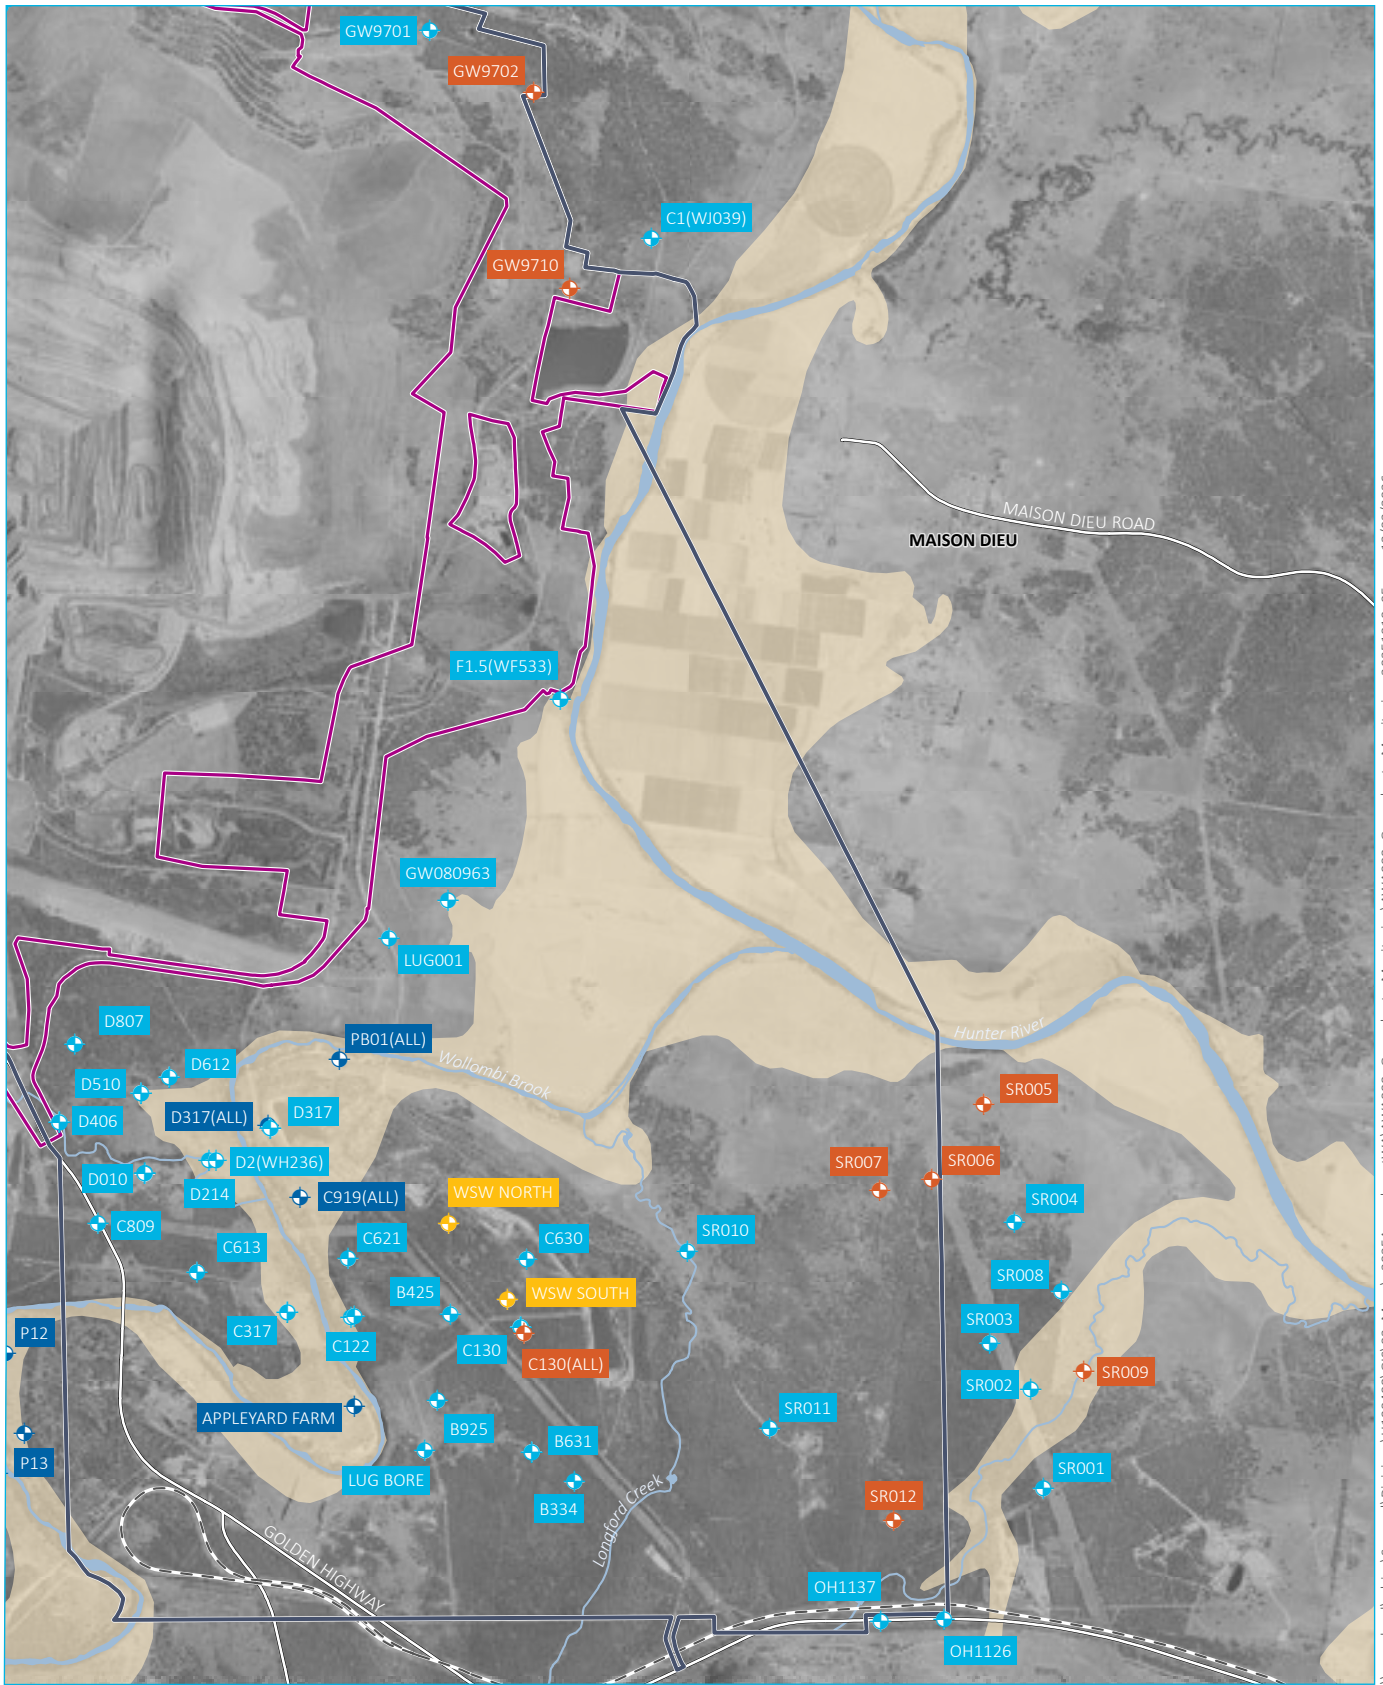 GW9701
GW9702
C1(WJ039)
GW9710
MAISON DIEU ROAD
MAISON DIEU
F1.5(WF533)
GW080963
LUG001
D807
PB01(ALL)
Hunter River
Wollombi Brook
D612
D510
SR005
D317(ALL)
D317
D406
D2(WH236)
SR007
SR006
D010
D214
C919(ALL)
WSW NORTH
SR004
C809
C613
C621
C630
SR010
SR008
B425
WSW SOUTH
SR003
P12
C317
C122
C130
C130(ALL)
SR009
SR002
APPLEYARD FARM
SR011
B925
B631
P13
LUG BORE
SR001
B334
SR012
Longford Creek
GOLDEN HIGHWAY
OH1137
OH1126